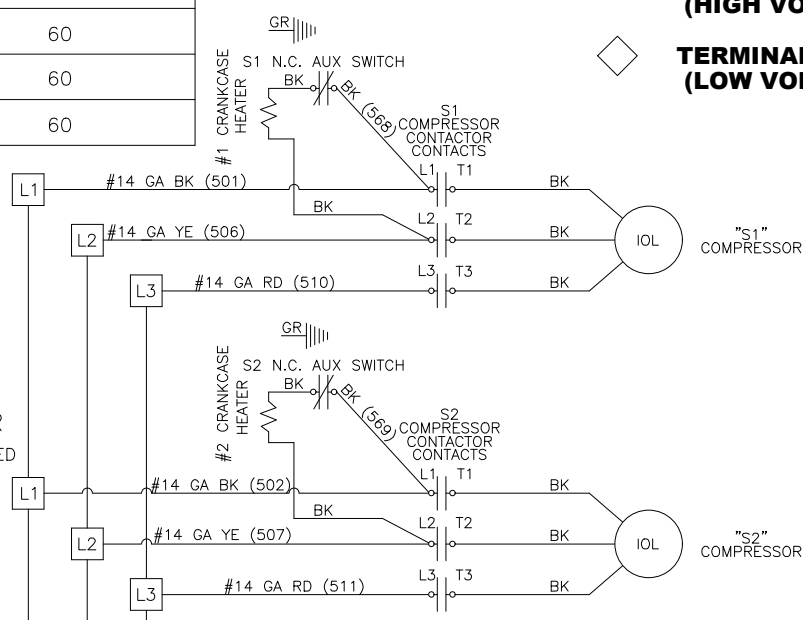 (HIGH VO
60
60
60
TERMINA
(LOW VO
GR
S1 N.C. AUX SWITCH
BK
BK (568)
#1 CRANKCASE
HEATER
S1
COMPRESSOR
CONTACTOR
CONTACTS
L1
#14 GA BK (501)
L1 T1
BK
BK
L2
#14 GA YE (506)
L2 T2
BK
IOL
"S1"
COMPRESSOR
L3
#14 GA RD (510)
L3 T3
BK
GR
S2 N.C. AUX SWITCH
BK
BK (569)
#2 CRANKCASE
HEATER
S2
COMPRESSOR
CONTACTOR
CONTACTS
ED
L1
#14 GA BK (502)
L1 T1
BK
BK
L2
#14 GA YE (507)
L2 T2
BK
IOL
"S2"
COMPRESSOR
L3
#14 GA RD (511)
L3 T3
BK